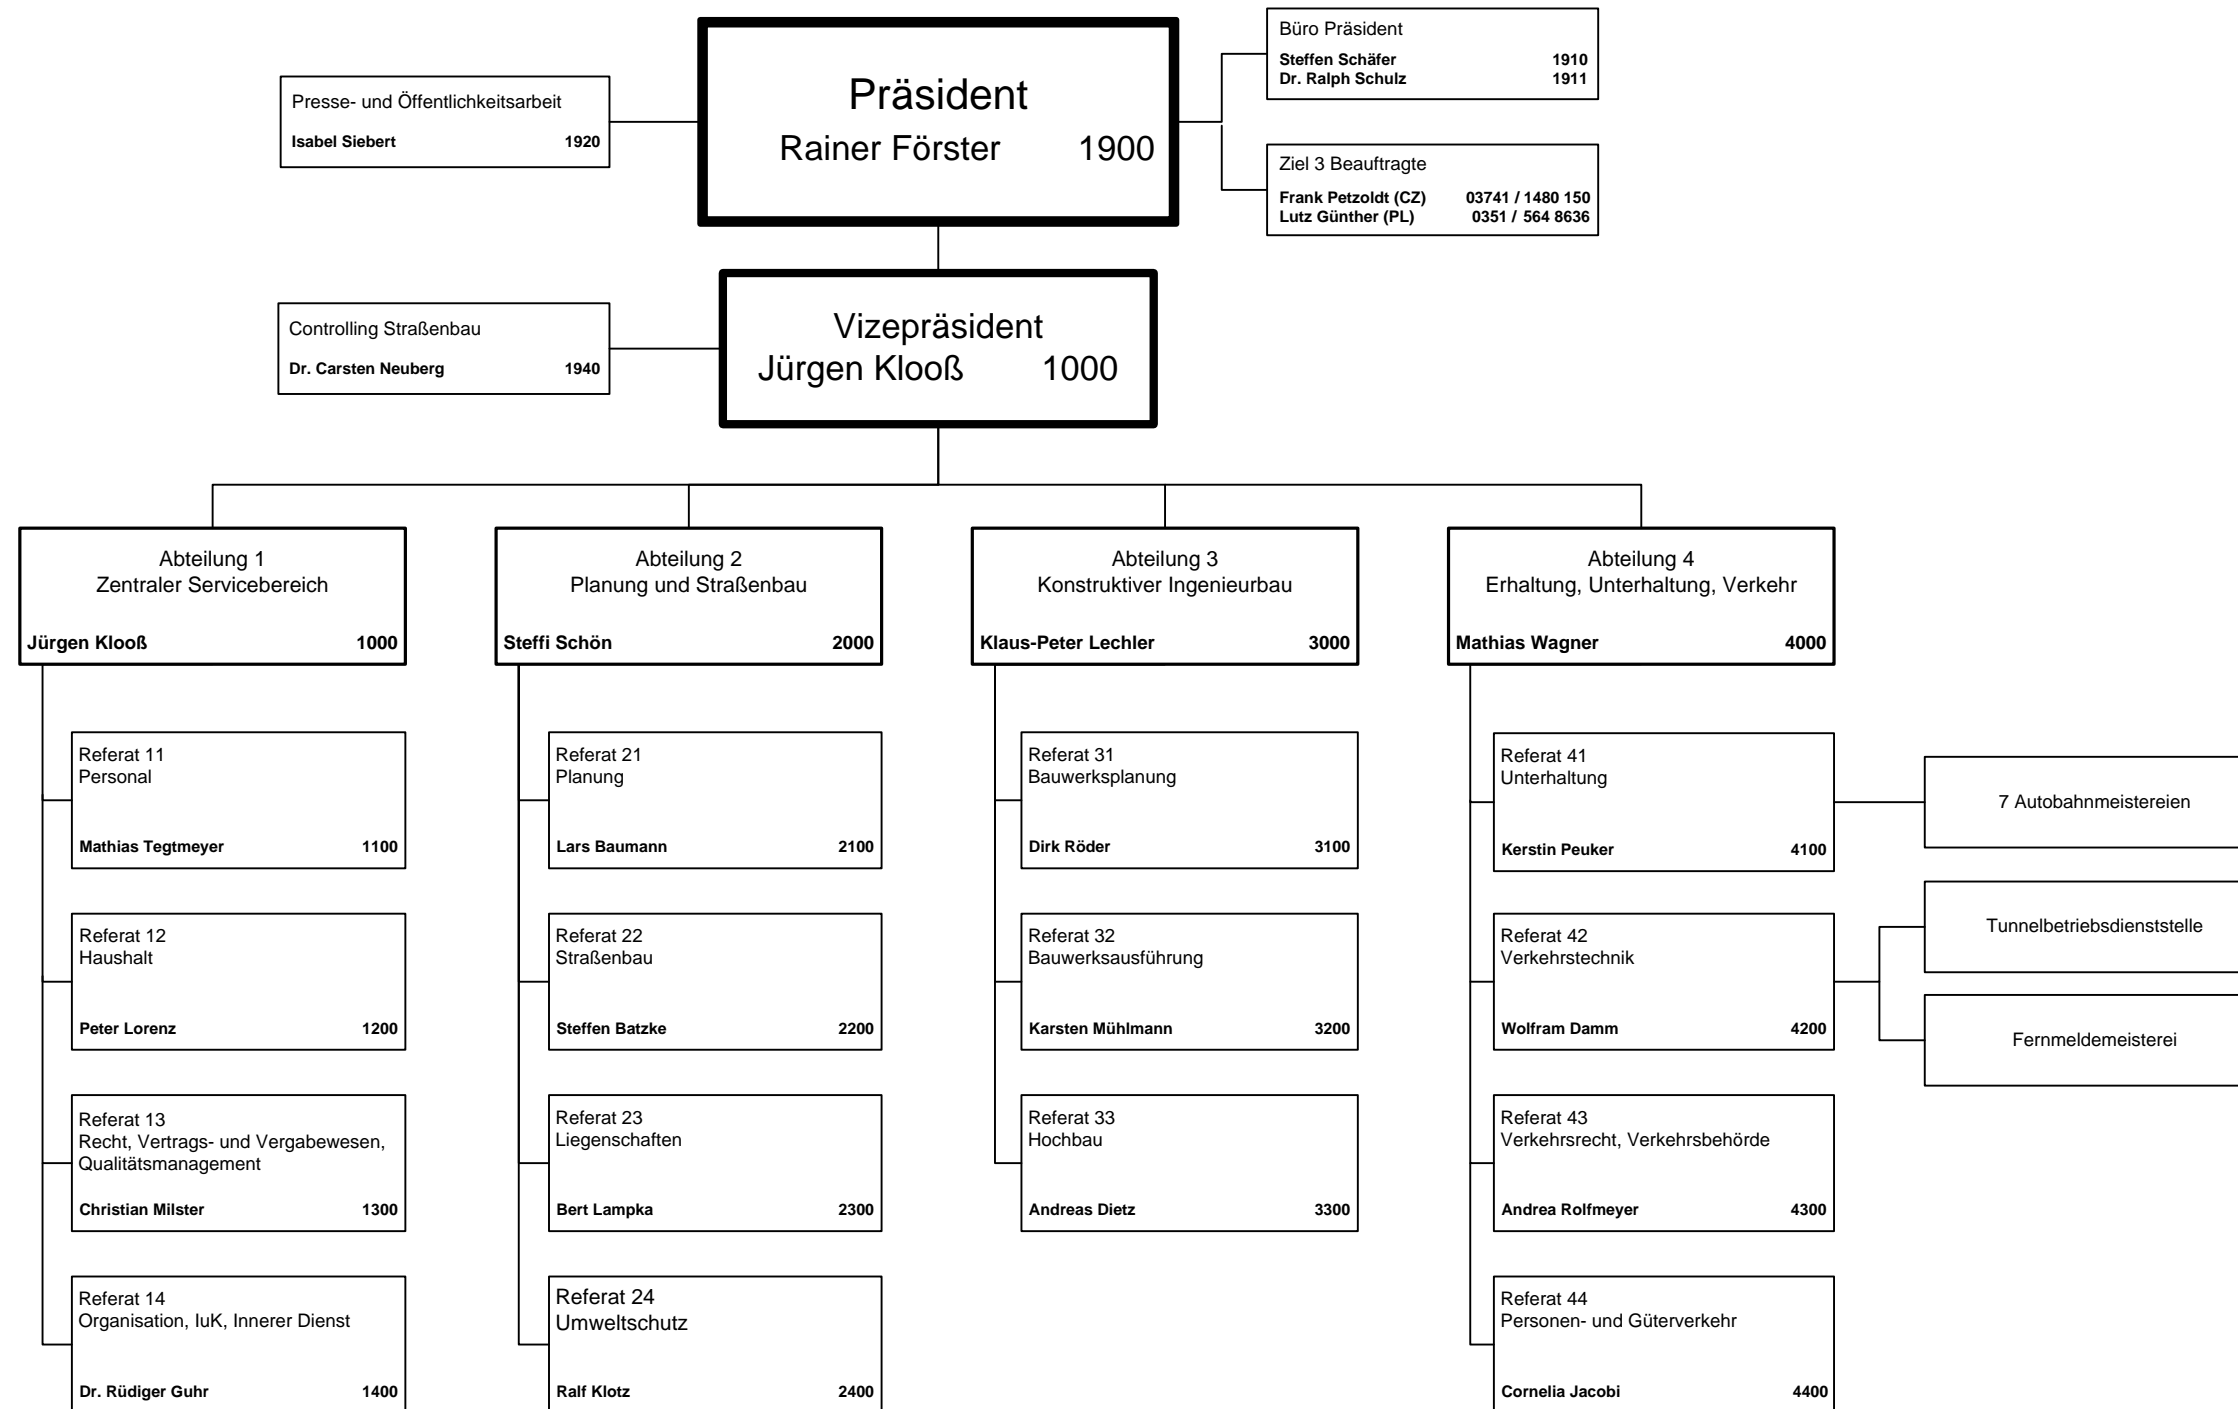 Büro Präsident
Steffen Schäfer 1910
Dr. Ralph Schulz 1911
Presse- und Öffentlichkeitsarbeit
Isabel Siebert 1920
Präsident
Rainer Förster 1900
Ziel 3 Beauftragte
Frank Petzoldt (CZ) 03741 / 1480 150
Lutz Günther (PL) 0351 / 564 8636
Controlling Straßenbau
Dr. Carsten Neuberg 1940
Vizepräsident
Jürgen Klooß 1000
Abteilung 1
Zentraler Servicebereich
Jürgen Klooß 1000
Referat 11
Personal
Mathias Tegtmeyer 1100
Referat 12
Haushalt
Peter Lorenz 1200
Referat 13
Recht, Vertrags- und Vergabewesen,
Qualitätsmanagement
Christian Milster 1300
Referat 14
Organisation, IuK, Innerer Dienst
Dr. Rüdiger Guhr 1400
Abteilung 2
Planung und Straßenbau
Steffi Schön 2000
Referat 21
Planung
Lars Baumann 2100
Referat 22
Straßenbau
Steffen Batzke 2200
Referat 23
Liegenschaften
Bert Lampka 2300
Referat 24
Umweltschutz
Ralf Klotz 2400
Abteilung 3
Konstruktiver Ingenieurbau
Klaus-Peter Lechler 3000
Referat 31
Bauwerksplanung
Dirk Röder 3100
Referat 32
Bauwerksausführung
Karsten Mühlmann 3200
Referat 33
Hochbau
Andreas Dietz 3300
Abteilung 4
Erhaltung, Unterhaltung, Verkehr
Mathias Wagner 4000
Referat 41
Unterhaltung
Kerstin Peuker 4100
7 Autobahnmeistereien
Referat 42
Verkehrstechnik
Wolfram Damm 4200
Tunnelbetriebsdienststelle
Fernmeldemeisterei
Referat 43
Verkehrsrecht, Verkehrsbehörde
Andrea Rolfmeyer 4300
Referat 44
Personen- und Güterverkehr
Cornelia Jacobi 4400